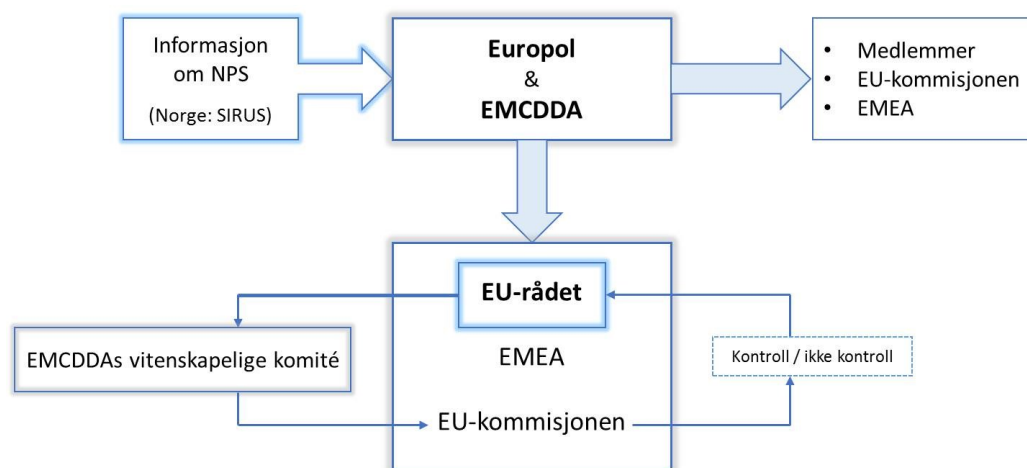 Informasjon
om NPS
(Norge: SIRUS)
Europol
&
EMCDDA
• Medlemmer
• EU-kommisjonen
• EMEA
EU-rådet
EMCDDAs vitenskapelige komité
EMEA
Kontroll / ikke kontroll
EU-kommisjonen